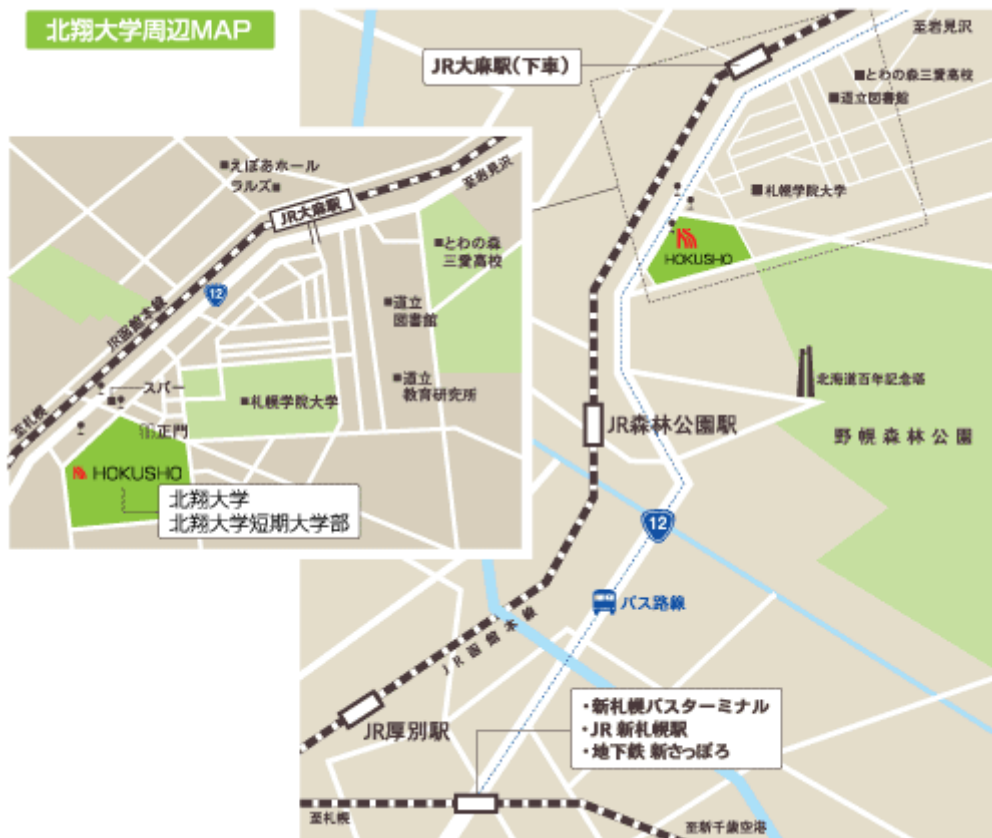 北翔大学周辺MAP
至岩見沢
JR大麻駅(下車)
■とわの森三愛高校
■道立図書館
■札幌学院大学
HOKUSHO
北海道百年記念塔
JR森林公園駅
野幌森林公園
12
バス路線
JR函館本線
JR厚別駅
・新札幌バスターミナル
・JR 新札幌駅
・地下鉄 新さっぽろ
至札幌
至新千歳空港
■えぽあホール
ラルズ■
至岩見沢
JR大麻駅
■とわの森
三愛高校
12
JR函館本線
■道立
図書館
スパー
■札幌学院大学
■道立
教育研究所
至札幌
正門
HOKUSHO
北翔大学
北翔大学短期大学部